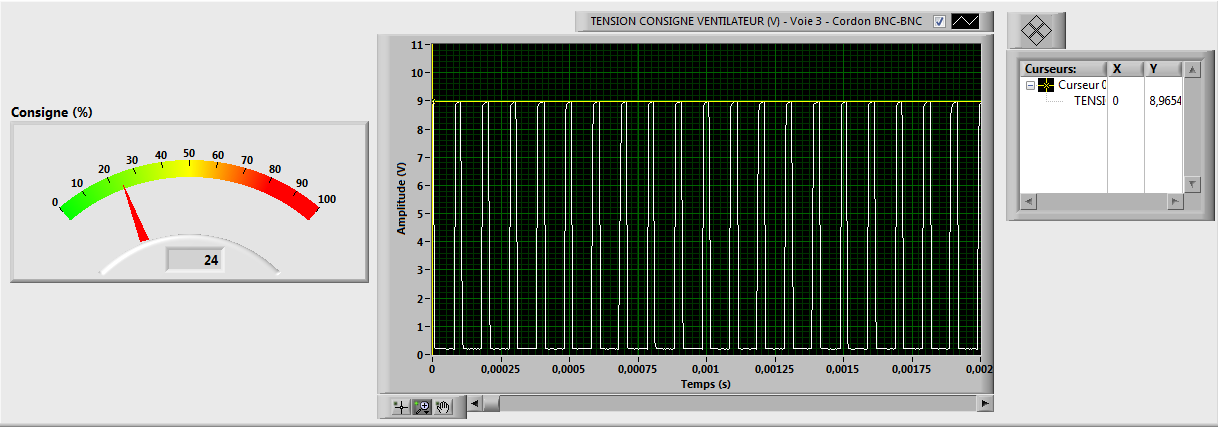 TENSION CONSIGNE VENTILATEUR (V) - Voie 3 - Cordon BNC-BNC
Consigne (%)
0 10 20 30 40 50 60 70 80 90 100
24
Amplitude (V)
11
10
9
8
7
6
5
4
3
2
1
0
0 0,00025 0,0005 0,00075 0,001 0,00125 0,0015 0,00175 0,002
Temps (s)
Curseurs: X Y
Curseur 0
TENSI 0 8,9654